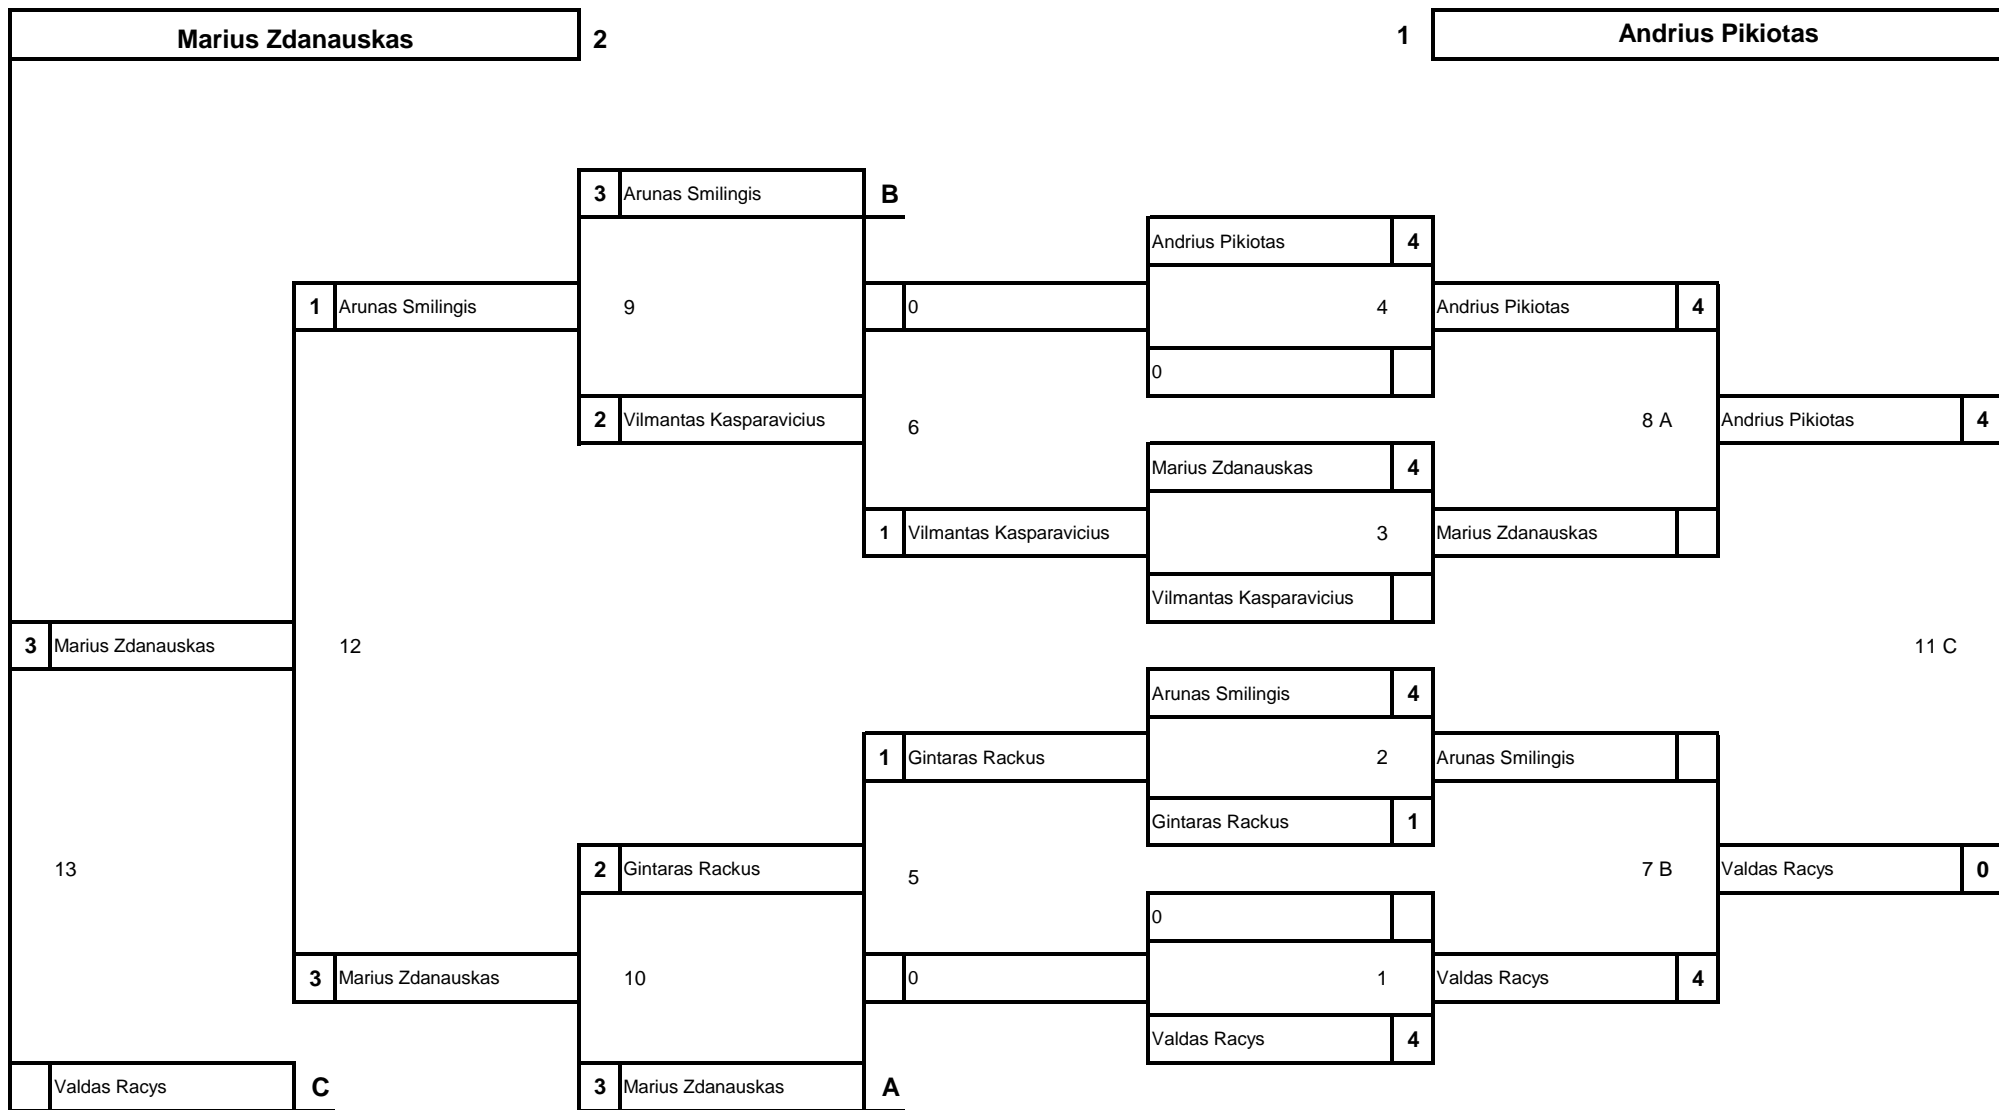 Marius Zdanauskas 2 1 Andrius Pikiotas
3 Arunas Smilingis B
Andrius Pikiotas 4
1 Arunas Smilingis 9 0 4 Andrius Pikiotas 4
0
2 Vilmantas Kasparavicius 6 8 A Andrius Pikiotas 4
Marius Zdanauskas 4
1 Vilmantas Kasparavicius 3 Marius Zdanauskas
Vilmantas Kasparavicius
3 Marius Zdanauskas 12 11 C
Arunas Smilingis 4
1 Gintaras Rackus 2 Arunas Smilingis
Gintaras Rackus 1
13 2 Gintaras Rackus 5 7 B Valdas Racys 0
0
3 Marius Zdanauskas 10 0 1 Valdas Racys 4
Valdas Racys 4
Valdas Racys C 3 Marius Zdanauskas A